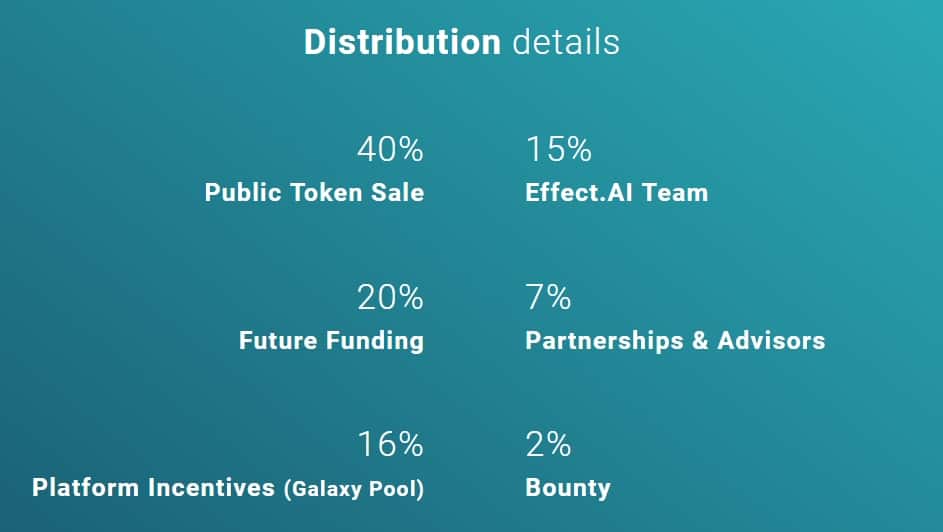 Distribution details
40%
Public Token Sale
15%
Effect.AI Team
20%
Future Funding
7%
Partnerships & Advisors
16%
Platform Incentives (Galaxy Pool)
2%
Bounty